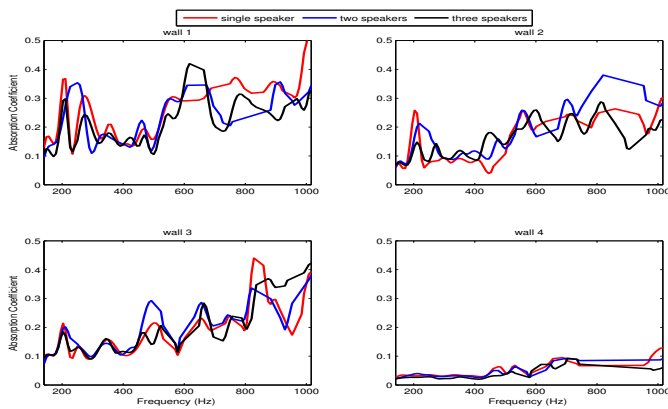 single speaker two speakers three speakers
wall 1
wall 2
Absorption Coefficient
0.5
0.4
0.3
0.2
0.1
0
200 400 600 800 1000
0.5
0.4
0.3
0.2
0.1
0
200 400 600 800 1000
wall 3
wall 4
Absorption Coefficient
0.5
0.4
0.3
0.2
0.1
0
200 400 600 800 1000
Frequency (Hz)
0.5
0.4
0.3
0.2
0.1
0
200 400 600 800 1000
Frequency (Hz)